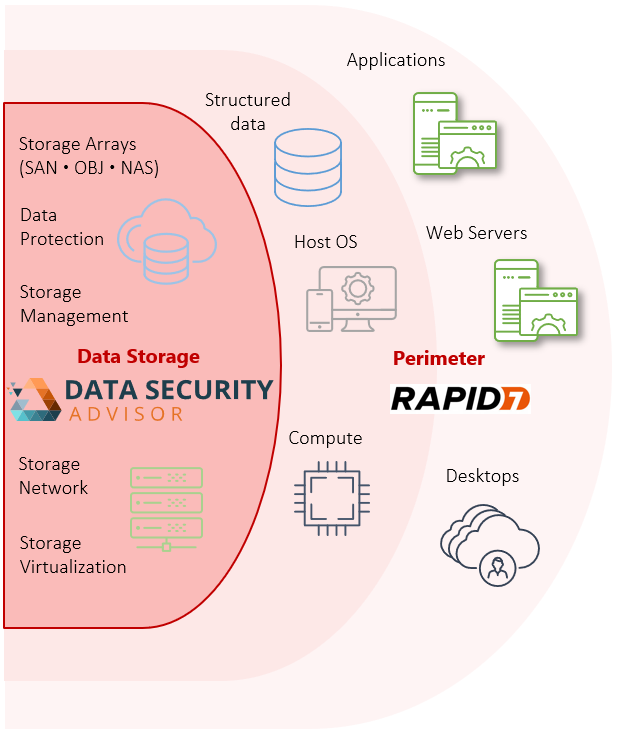 Applications
Structured
data
Storage Arrays
(SAN • OBJ • NAS)
Data
Protection
Host OS
Web Servers
Storage
Management
Data Storage
Perimeter
DATA SECURITY
ADVISOR
RAPID7
Compute
Storage
Network
Desktops
Storage
Virtualization